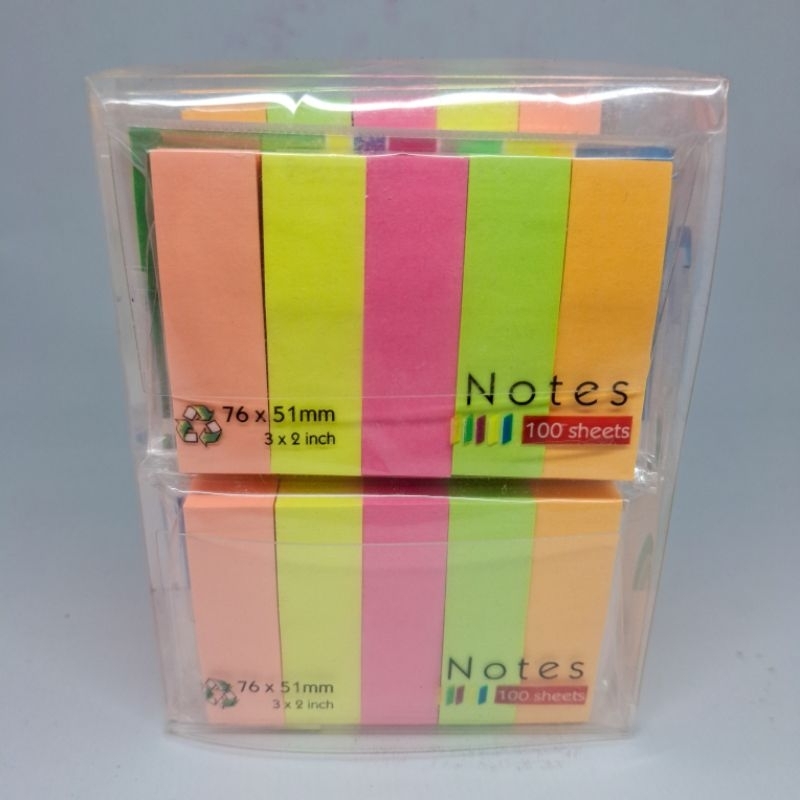 Notes
76 x 51mm
100 sheets
3 x 2 inch
Notes
76 x 51mm
100 sheets
3 x 2 inch